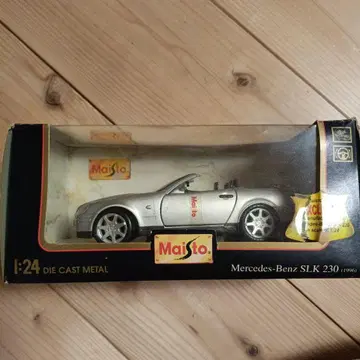 Maisto
Maisto
Maisto.
1:24 DIE CAST METAL
Mercedes-Benz SLK 230 (1996)